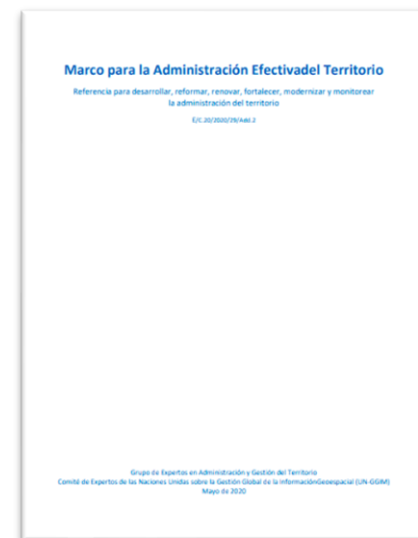 Marco para la Administración Efectivadel Territorio
Referencia para desarrollar, reformar, renovar, fortalecer, modernizar y monitorear
la administración del territorio
E/C.20/2020/29/Add.2
Grupo de Expertos en Administración y Gestión del Territorio
Comité de Expertos de las Naciones Unidas sobre la Gestión Global de la InformaciónGeoespacial (UN-GGIM)
Mayo de 2020